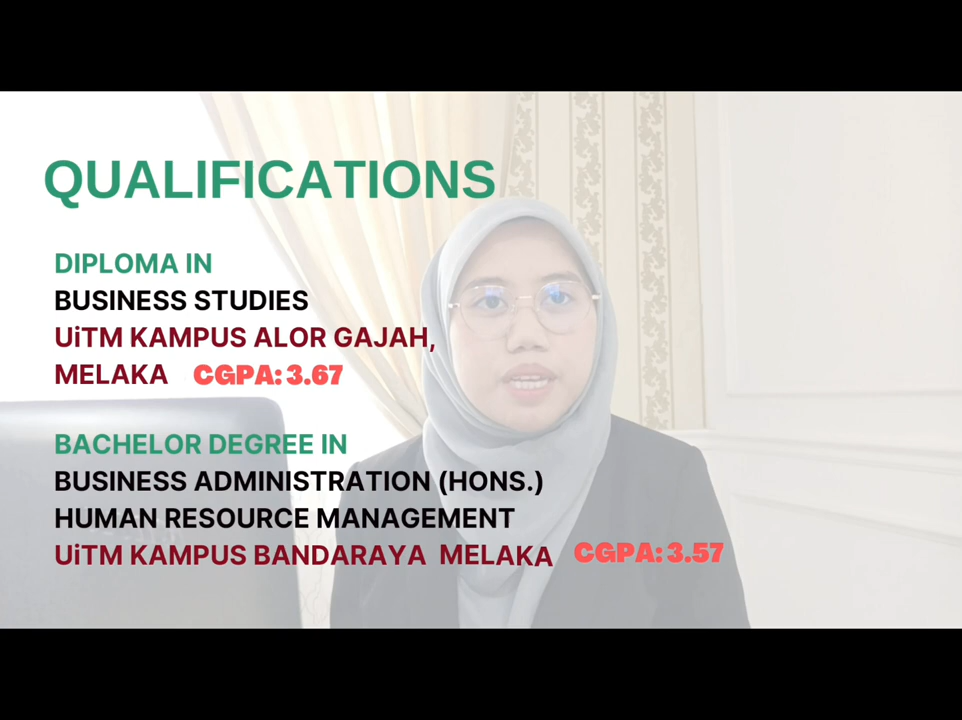 QUALIFICATIONS
DIPLOMA IN
BUSINESS STUDIES
UiTM KAMPUS ALOR GAJAH,
MELAKA CGPA: 3.67
BACHELOR DEGREE IN
BUSINESS ADMINISTRATION (HONS.)
HUMAN RESOURCE MANAGEMENT
UiTM KAMPUS BANDARAYA MELAKA CGPA: 3.57